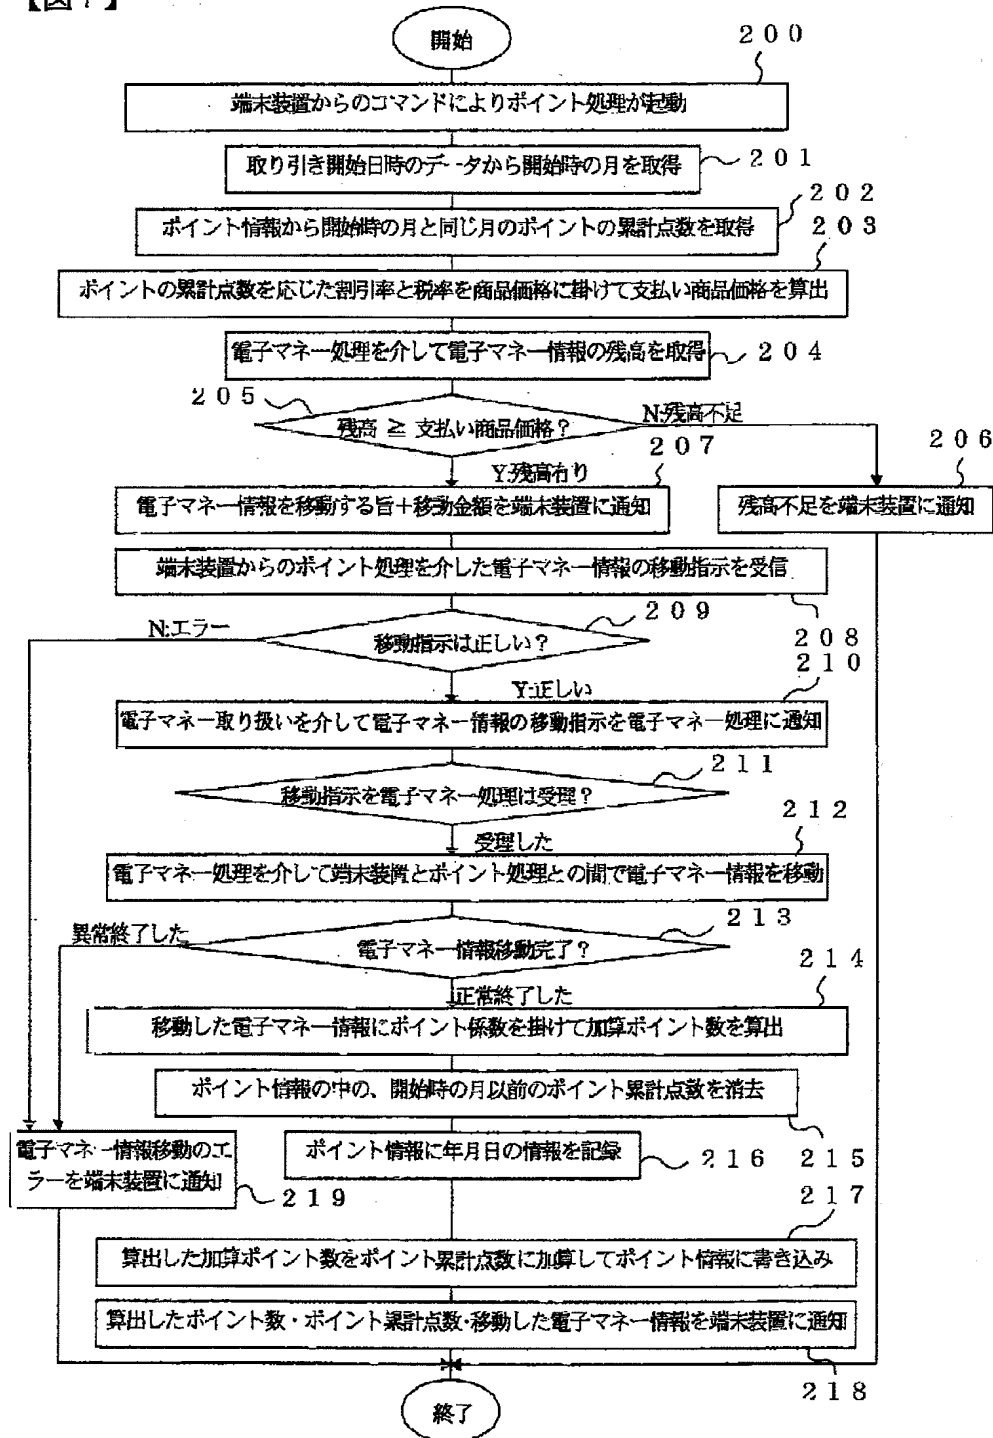 【図7】
開始
200
端末装置からのコマンドによりポイント処理が起動
取り引き開始日時のデータから開始時の月を取得
201
202
ポイント情報から開始時の月と同じ月のポイントの累計点数を取得
203
ポイントの累計点数を応じた割引率と税率を商品価格に掛けて支払い商品価格を算出
電子マネー処理を介して電子マネー情報の残高を取得
204
205
残高 ≧ 支払い商品価格？
N:残高不足
207
206
Y:残高有り
電子マネー情報を移動する旨＋移動金額を端末装置に通知
残高不足を端末装置に通知
端末装置からのポイント処理を介した電子マネー情報の移動指示を受信
208
209
N:エラー
移動指示は正しい？
210
Y:正しい
電子マネー取り扱いを介して電子マネー情報の移動指示を電子マネー処理に通知
211
移動指示を電子マネー処理は受理？
212
受理した
電子マネー処理を介して端末装置とポイント処理との間で電子マネー情報を移動
213
異常終了した
電子マネー情報移動完了？
214
正常終了した
移動した電子マネー情報にポイント係数を掛けて加算ポイント数を算出
ポイント情報の中の、開始時の月以前のポイント累計点数を消去
215
ポイント情報に年月日の情報を記録
216
電子マネー情報移動のエ
ラーを端末装置に通知
219
217
算出した加算ポイント数をポイント累計点数に加算してポイント情報に書き込み
算出したポイント数・ポイント累計点数・移動した電子マネー情報を端末装置に通知
218
終了